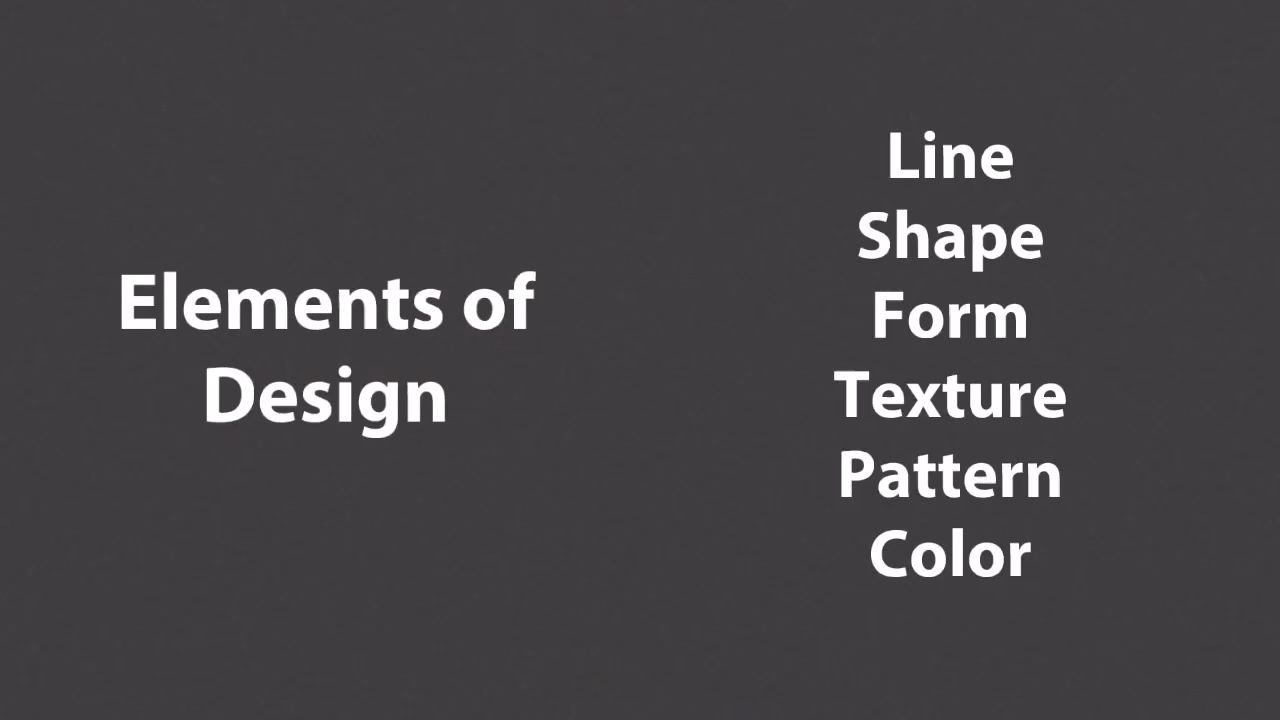 Elements of
Design
Line
Shape
Form
Texture
Pattern
Color